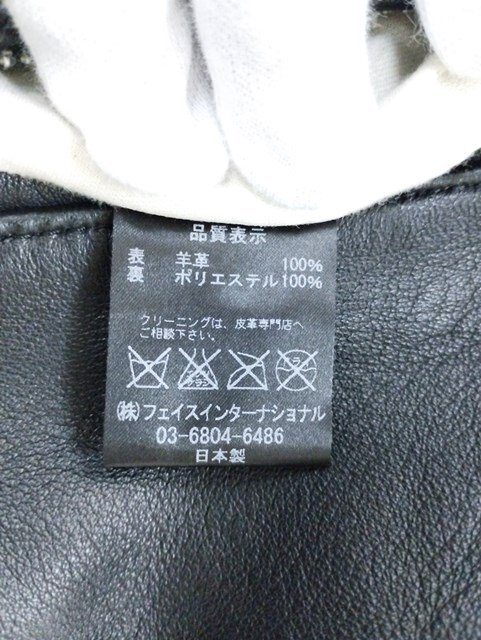 品質表示
表 羊革 100%
裏 ポリエステル100%
クリーニングは、皮革専門店へ
ご相談下さい。
(株)フェイスインターナショナル
03-6804-6486
日本製